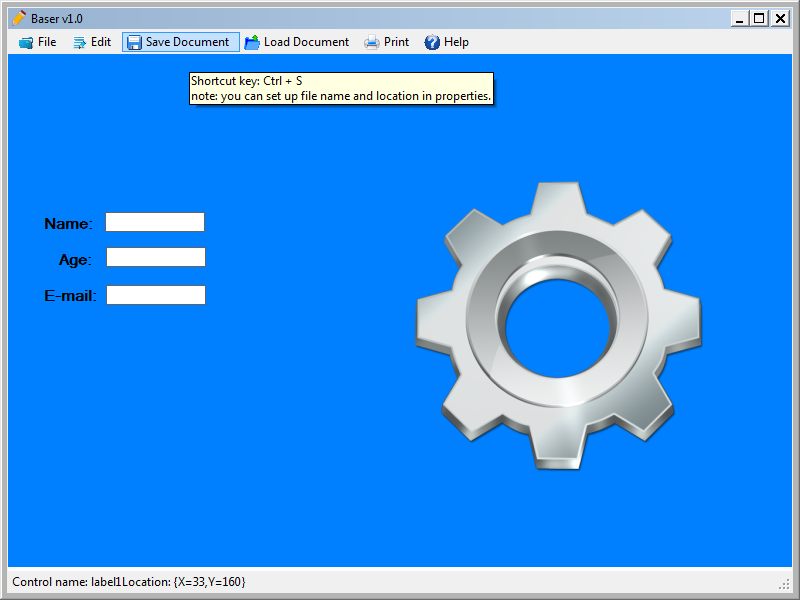 Baser v1.0
File Edit Save Document Load Document Print Help
Shortcut key: Ctrl + S
note: you can set up file name and location in properties.
Name:
Age:
E-mail:
Control name: label1Location: {X=33,Y=160}